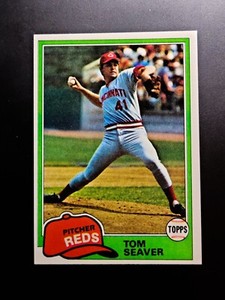 CINCINNATI
41
PITCHER
REDS
TOM
SEAVER
TOPPS